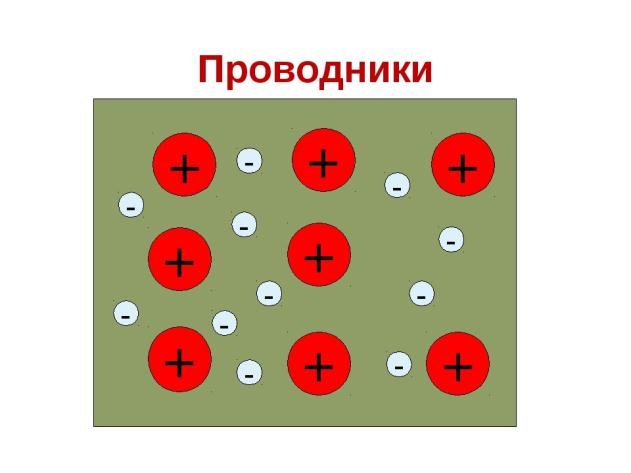 Проводники
+ - + - +
- - -
+ +
- -
- -
+ - + - +